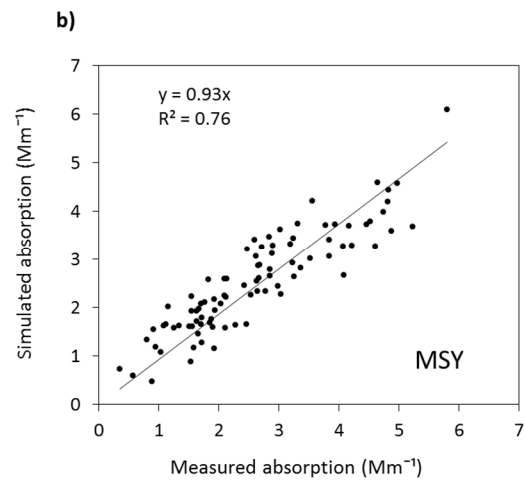 b)
7
6
5
4
3
2
1
0
Simulated absorption (Mm⁻¹)
y = 0.93x
R² = 0.76
MSY
0 1 2 3 4 5 6 7
Measured absorption (Mm⁻¹)